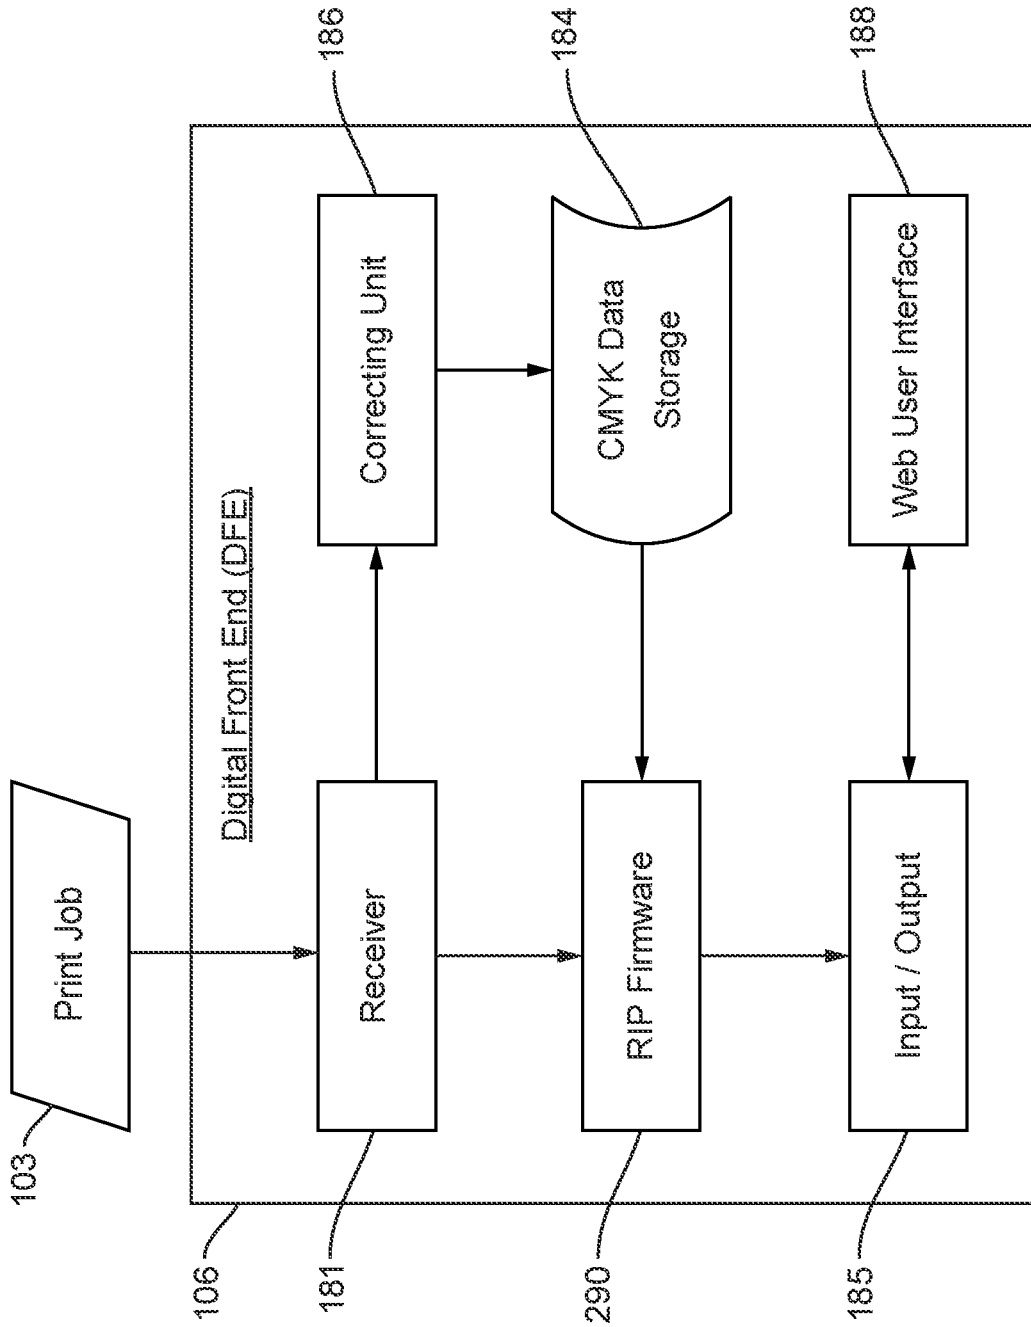 103
Print Job
106
Digital Front End (DFE)
181
Receiver
Correcting Unit
186
290
RIP Firmware
CMYK Data
Storage
184
185
Input / Output
Web User Interface
188